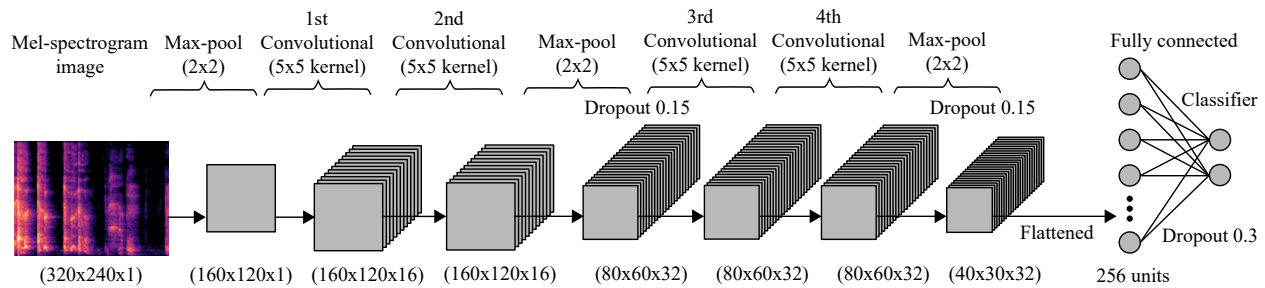 Mel-spectrogram
image
Max-pool
(2x2)
1st
Convolutional
(5x5 kernel)
2nd
Convolutional
(5x5 kernel)
Max-pool
(2x2)
Dropout 0.15
3rd
Convolutional
(5x5 kernel)
4th
Convolutional
(5x5 kernel)
Max-pool
(2x2)
Dropout 0.15
Fully connected
Classifier
Flattened
Dropout 0.3
(320x240x1)
(160x120x1)
(160x120x16)
(160x120x16)
(80x60x32)
(80x60x32)
(80x60x32)
(40x30x32)
256 units